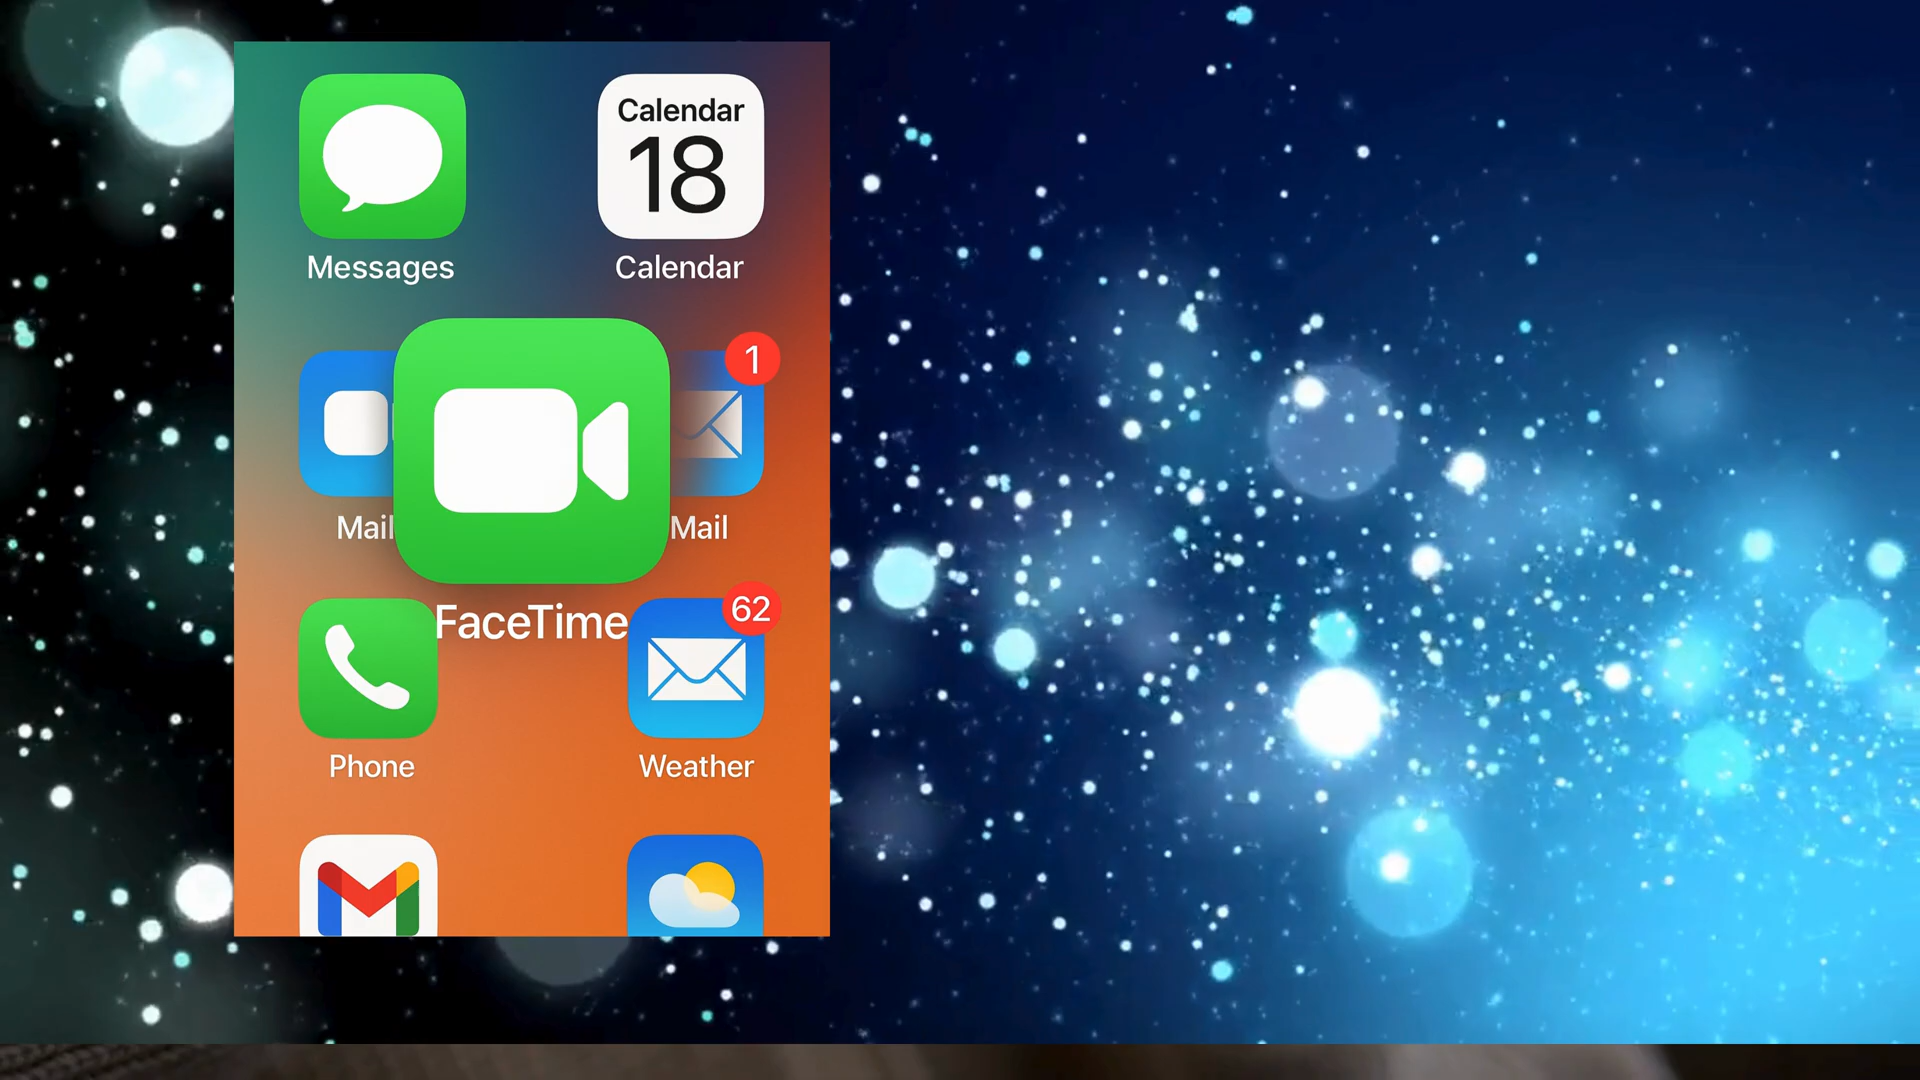 Calendar
18
Messages
Calendar
1
Mail
Mail
62
FaceTime
Phone
Weather